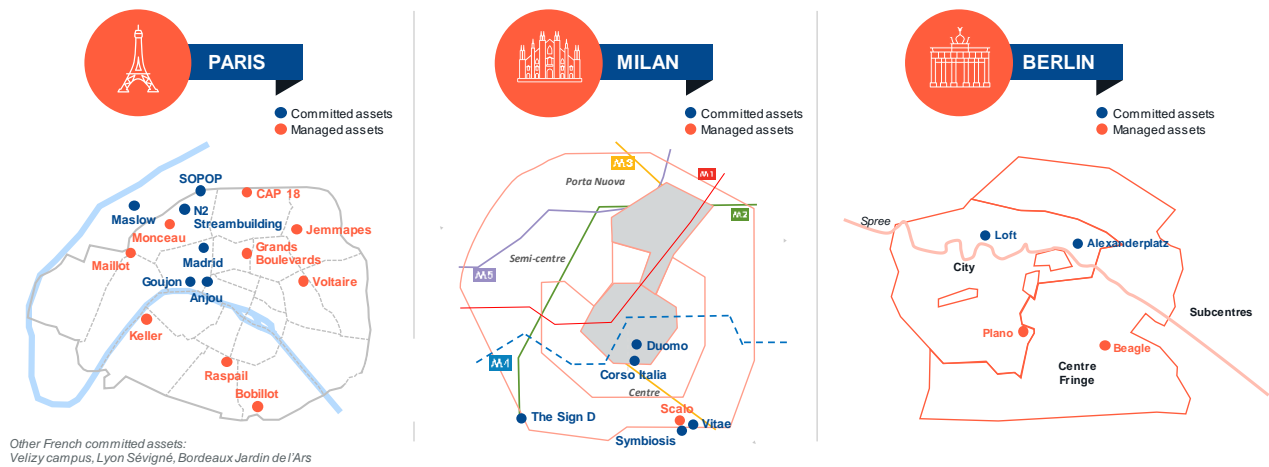 PARIS
Committed assets
Managed assets
SOPOP
CAP 18
Maslow
N2
Streambuilding
Monceau
Jemmapes
Maillot
Madrid
Grands
Boulevards
Goujon
Anjou
Voltaire
Keller
Raspail
Bobillot
Other French committed assets:
Velizy campus, Lyon Sévigné, Bordeaux Jardin de l'Ars
MILAN
Committed assets
Managed assets
M3
M1
Porta Nuova
M2
Semi-centre
M5
Duomo
M4
Corso Italia
Centre
Scalo
The Sign D
Vitae
Symbiosis
BERLIN
Committed assets
Managed assets
Spree
Loft
Alexanderplatz
City
Subcentres
Plano
Beagle
Centre
Fringe